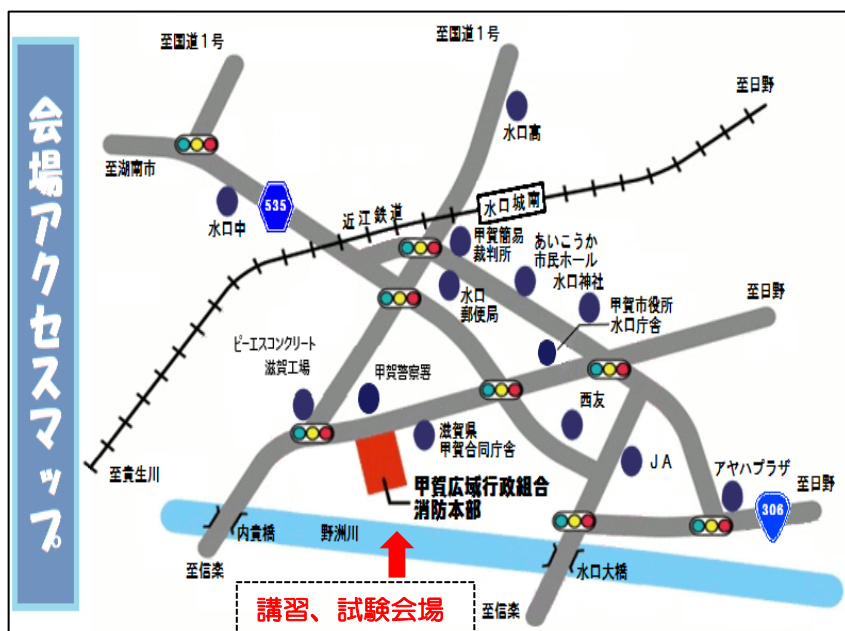 会場アクセスマップ
至国道1号
至国道1号
至日野
水口高
至湖南市
535
水口中
近江鉄道
水口城南
甲賀簡易
裁判所
あいこうか
市民ホール
水口神社
水口
郵便局
甲賀市役所
水口庁舎
至日野
ピーエスコンクリート
滋賀工場
甲賀警察署
西友
滋賀県
甲賀合同庁舎
JA
アヤハプラザ
至日野
306
至貴生川
甲賀広域行政組合
消防本部
内貴橋
野洲川
水口大橋
至信楽
講習、試験会場
至信楽